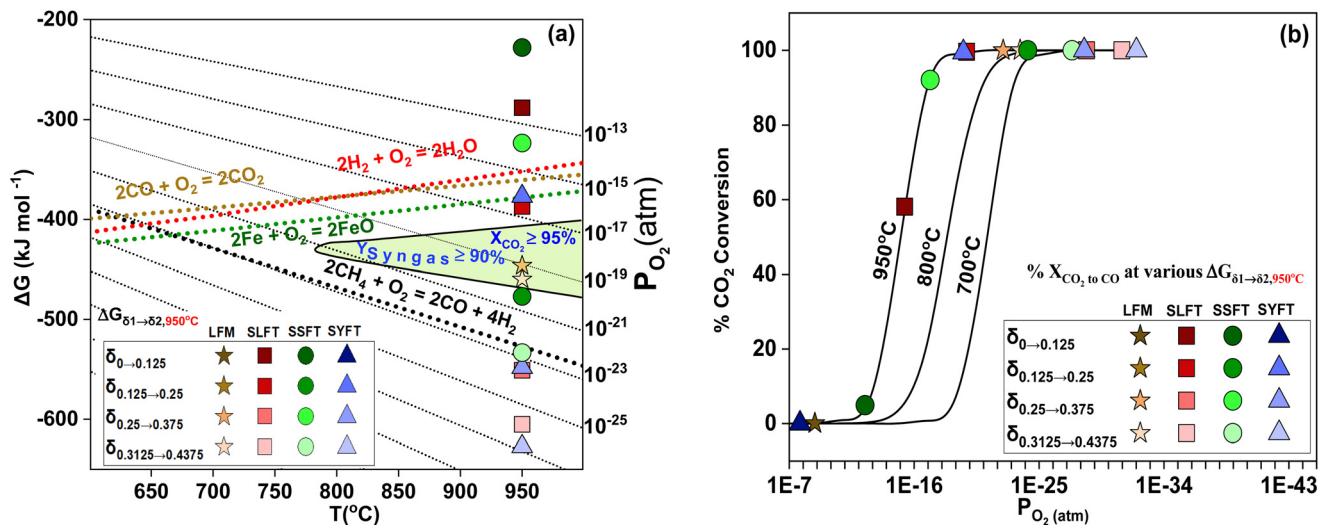 (a)
-200
-300
-400
-500
-600
ΔG (kJ mol ⁻¹)
2H₂ + O₂ = 2H₂O
2CO + O₂ = 2CO₂
2Fe + O₂ = 2FeO
X_CO₂ ≥ 95%
Y_Syngas ≥ 90%
2CH₄ + O₂ = 2CO + 4H₂
10⁻¹³
10⁻¹⁵
10⁻¹⁷
10⁻¹⁹
10⁻²¹
10⁻²³
10⁻²⁵
P_O₂(atm)
ΔG_δ1→δ2,950°C
LFM SLFT SSFT SYFT
δ₀→₀.₁₂₅
δ₀.₁₂₅→₀.₂₅
δ₀.₂₅→₀.₃₇₅
δ₀.₃₁₂₅→₀.₄₃₇₅
650 700 750 800 850 900 950
T(°C)
(b)
100
80
60
40
20
0
% CO₂ Conversion
950°C
800°C
700°C
% X_CO₂ to CO at various ΔG_δ1→δ2,950°C
LFM SLFT SSFT SYFT
δ₀→₀.₁₂₅
δ₀.₁₂₅→₀.₂₅
δ₀.₂₅→₀.₃₇₅
δ₀.₃₁₂₅→₀.₄₃₇₅
1E-7 1E-16 1E-25 1E-34 1E-43
P_O₂ (atm)